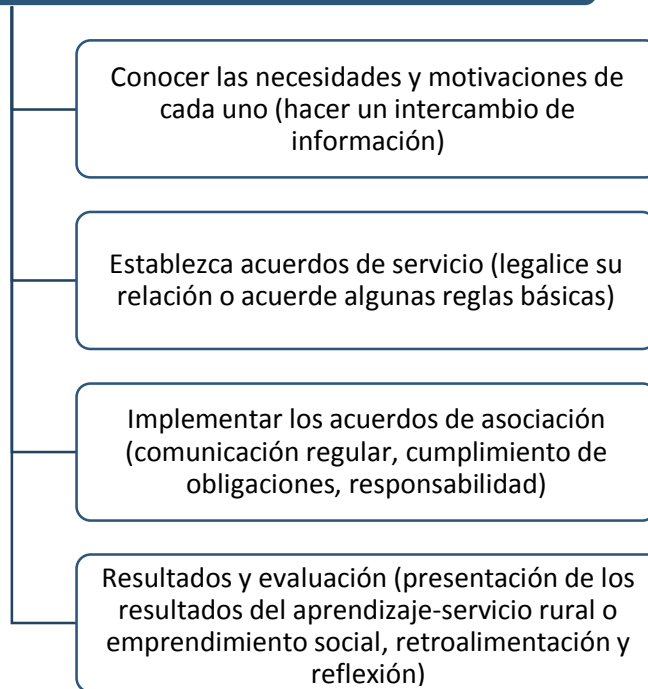 Conocer las necesidades y motivaciones de
cada uno (hacer un intercambio de
información)
Establezca acuerdos de servicio (legalice su
relación o acuerde algunas reglas básicas)
Implementar los acuerdos de asociación
(comunicación regular, cumplimiento de
obligaciones, responsabilidad)
Resultados y evaluación (presentación de los
resultados del aprendizaje-servicio rural o
emprendimiento social, retroalimentación y
reflexión)